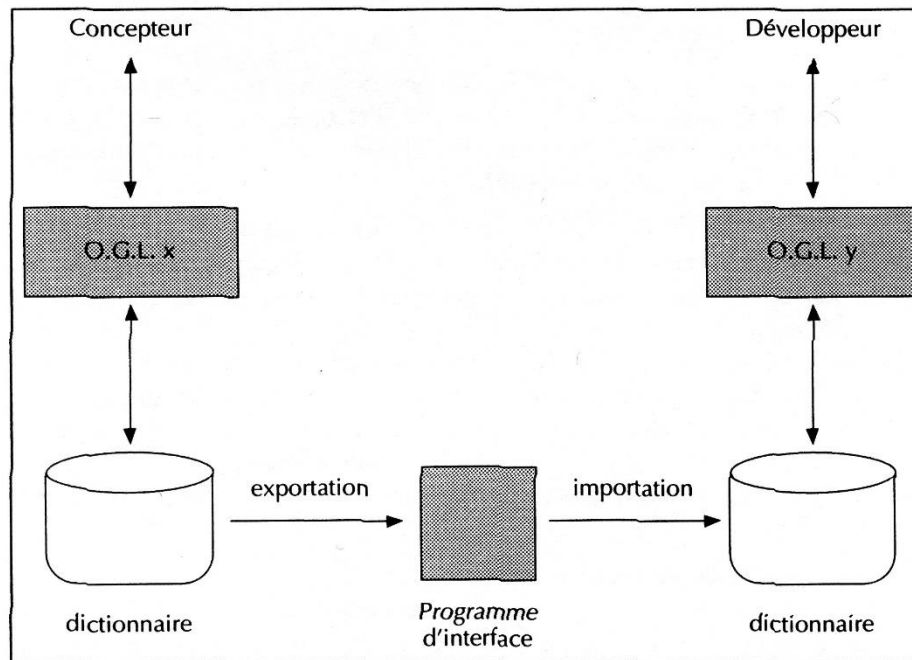 Concepteur
Développeur
O.G.L. x
O.G.L. y
exportation
importation
dictionnaire
Programme
d'interface
dictionnaire